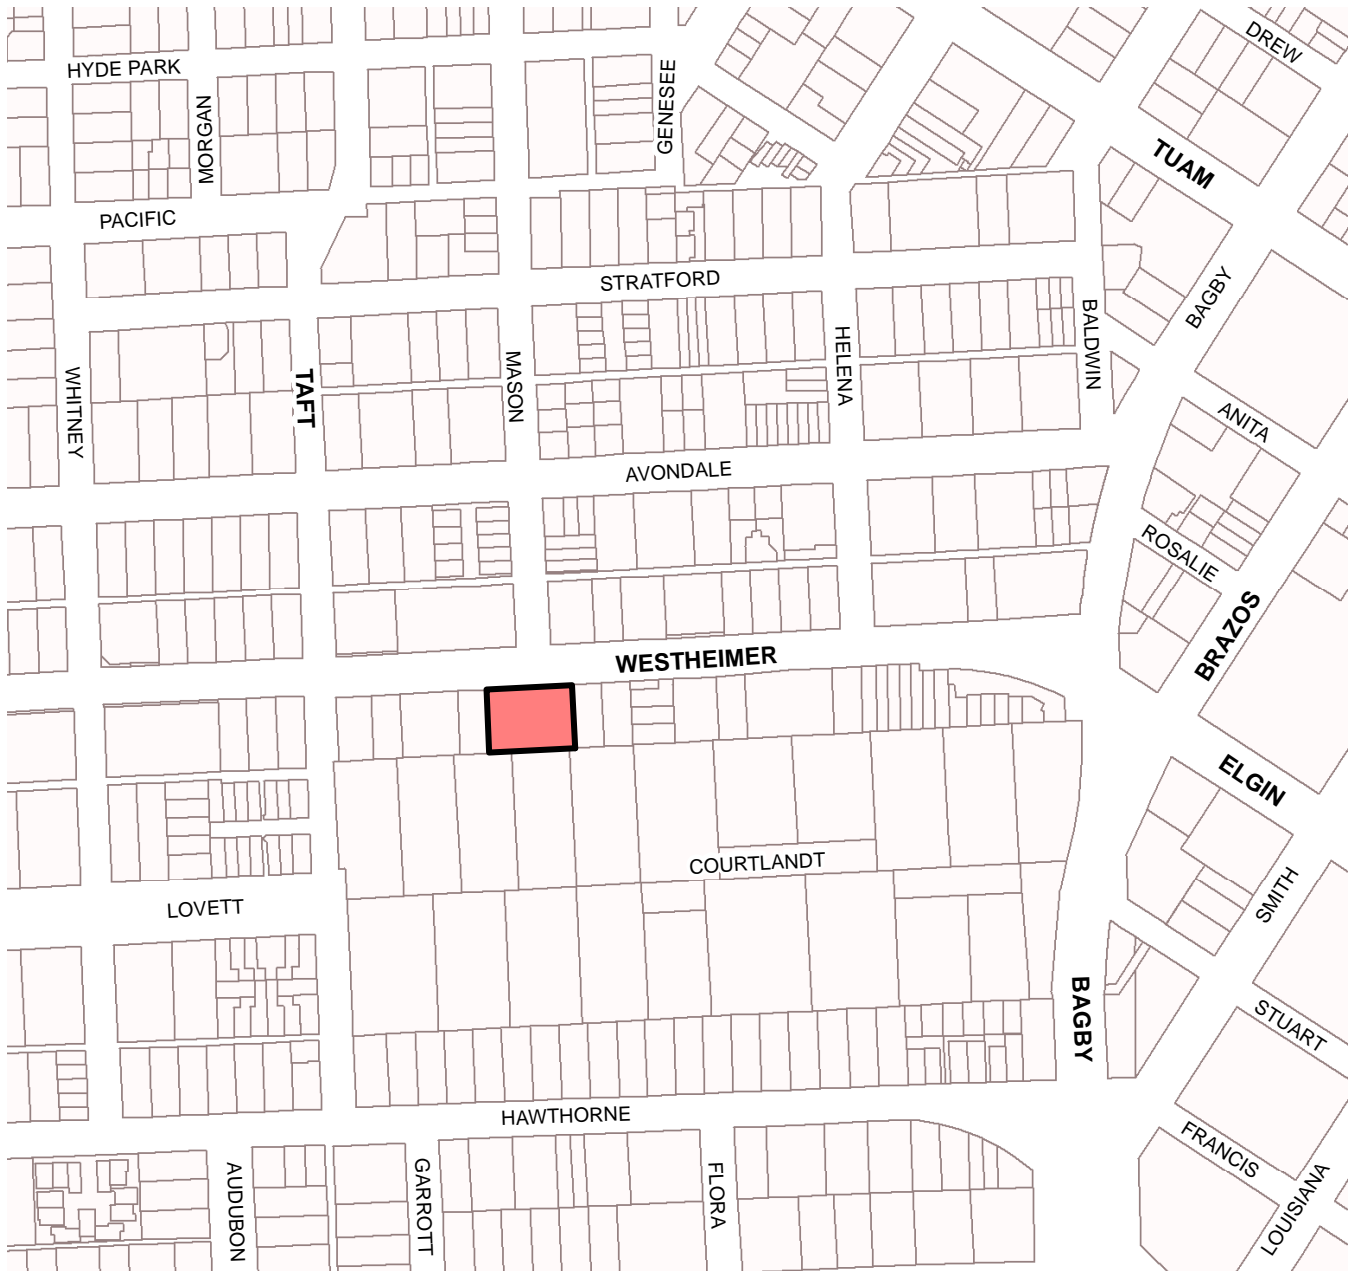 DREW
HYDE PARK
GENESEE
MORGAN
TUAM
PACIFIC
STRATFORD
BAGBY
BALDWIN
HELENA
MASON
WHITNEY
TAFT
ANITA
AVONDALE
ROSALIE
BRAZOS
WESTHEIMER
ELGIN
COURTLANDT
SMITH
LOVETT
BAGBY
STUART
HAWTHORNE
FRANCIS
AUDUBON
GARROTT
FLORA
LOUISIANA